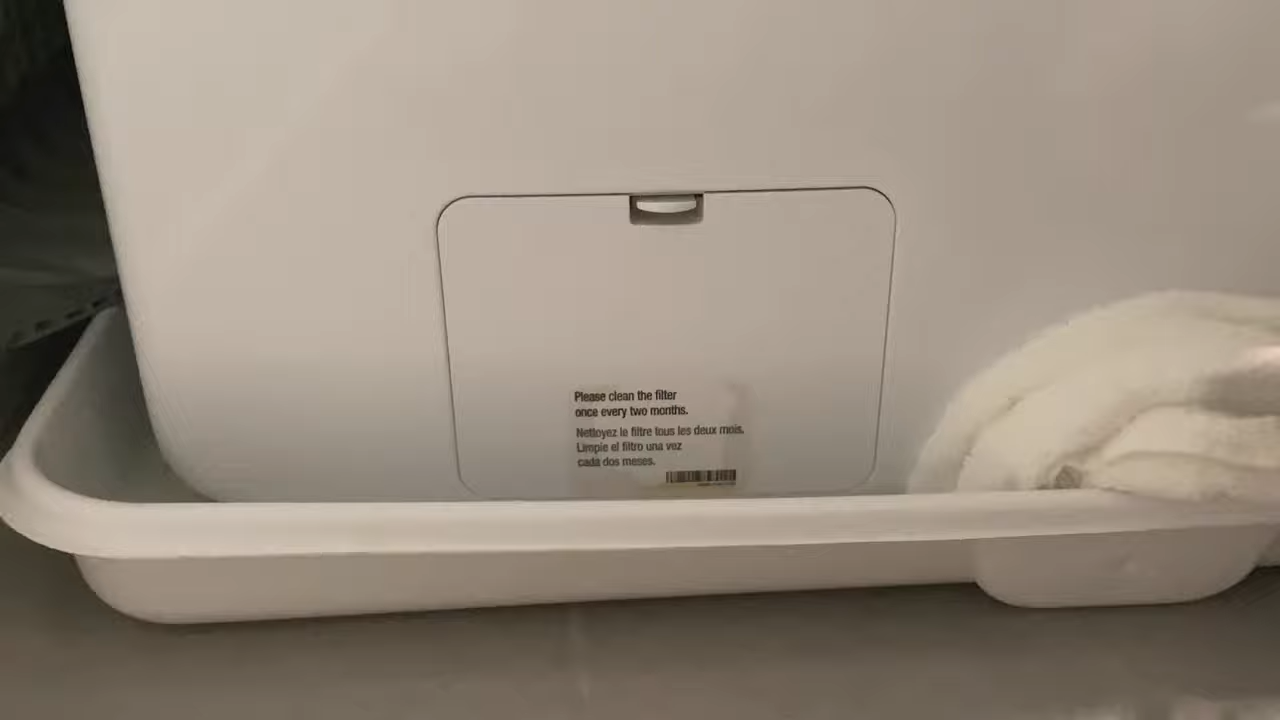 Please clean the filter
once every two months.
Nettoyez le filtre tous les deux mois.
Limpie el filtro una vez
cada dos meses.